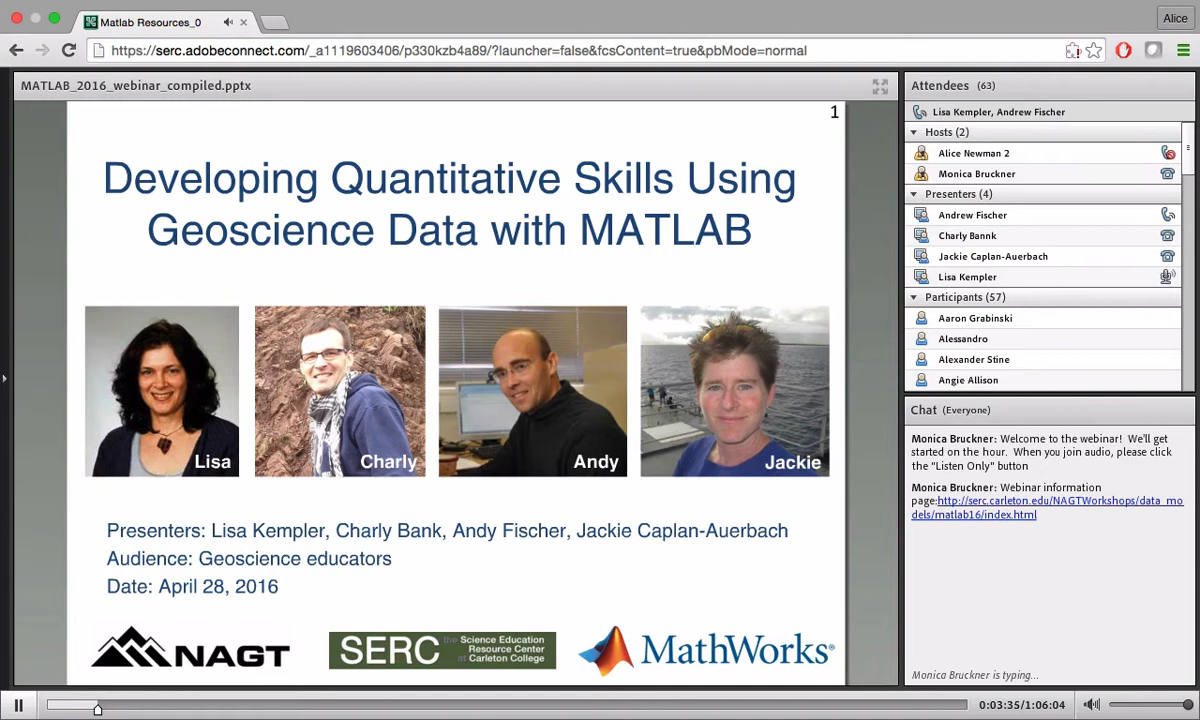 Matlab Resources_0
Alice
https://serc.adobeconnect.com/_a1119603406/p330kzb4a89/?launcher=false&fcsContent=true&pbMode=normal
MATLAB_2016_webinar_compiled.pptx
1
Developing Quantitative Skills Using
Geoscience Data with MATLAB
Lisa
Charly
Andy
Jackie
Presenters: Lisa Kempler, Charly Bank, Andy Fischer, Jackie Caplan-Auerbach
Audience: Geoscience educators
Date: April 28, 2016
NAGT
SERC the Science Education
Resource Center
at Carleton College
MathWorks®
Attendees (63)
Lisa Kempler, Andrew Fischer
Hosts (2)
Alice Newman 2
Monica Bruckner
Presenters (4)
Andrew Fischer
Charly Bannk
Jackie Caplan-Auerbach
Lisa Kempler
Participants (57)
Aaron Grabinski
Alessandro
Alexander Stine
Angie Allison
Chat (Everyone)
Monica Bruckner: Welcome to the webinar! We'll get
started on the hour. When you join audio, please click
the "Listen Only" button
Monica Bruckner: Webinar information
page:http://serc.carleton.edu/NAGTWorkshops/data_mo
dels/matlab16/index.html
Monica Bruckner is typing...
0:03:35/1:06:04